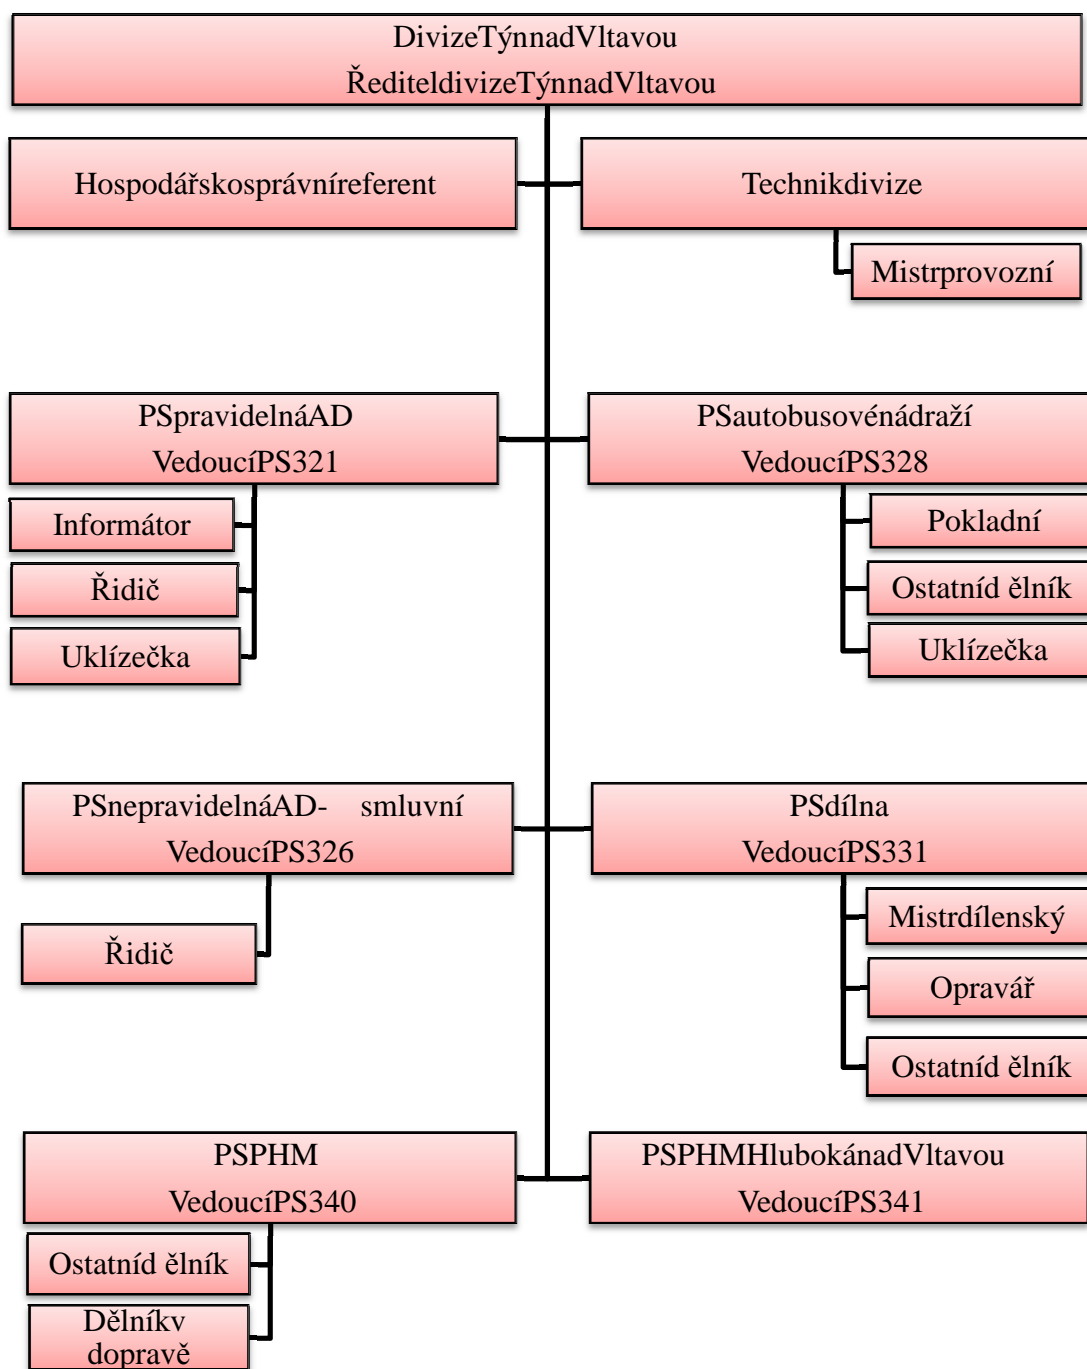 DivizeTýnnadVltavou
ŘediteldivizeTýnnadVltavou
Hospodářskosprávníreferent
Technikdivize
Mistrprovozní
PSpravidelnáAD
VedoucíPS321
Informátor
Řidič
Uklízečka
PSautobusovénádraží
VedoucíPS328
Pokladní
Ostatníd ělník
Uklízečka
PSnepravidelnáAD- smluvní
VedoucíPS326
Řidič
PSdílna
VedoucíPS331
Mistrdílenský
Opravář
Ostatníd ělník
PSPHM
VedoucíPS340
Ostatníd ělník
Dělníkv
dopravě
PSPHMHlubokánadVltavou
VedoucíPS341